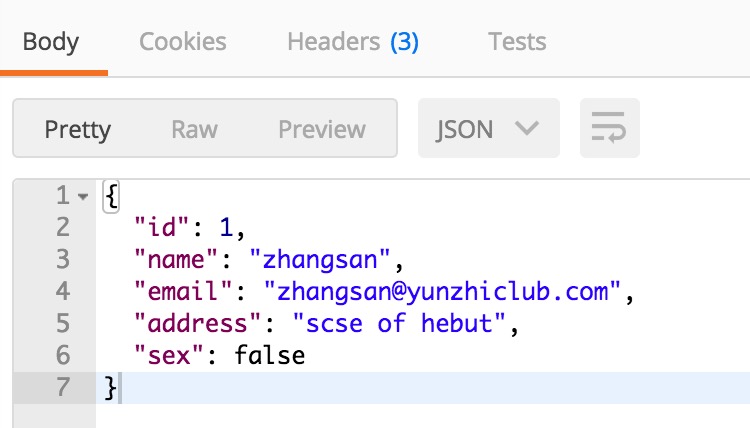 Body Cookies Headers (3) Tests
Pretty Raw Preview JSON
1 {
2 "id": 1,
3 "name": "zhangsan",
4 "email": "zhangsan@yunzhiclub.com",
5 "address": "scse of hebut",
6 "sex": false
7 }